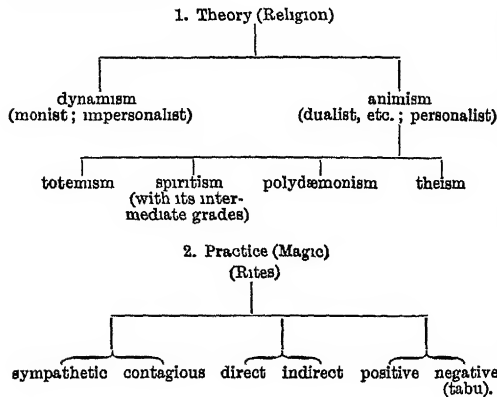 1. Theory (Religion)
dynamism animism
(monist; impersonalist) (dualist, etc.; personalist)
totemism spiritism polydæmonism theism
(with its inter-
mediate grades)
2. Practice (Magic)
(Rites)
sympathetic contagious direct indirect positive negative
(tabu).